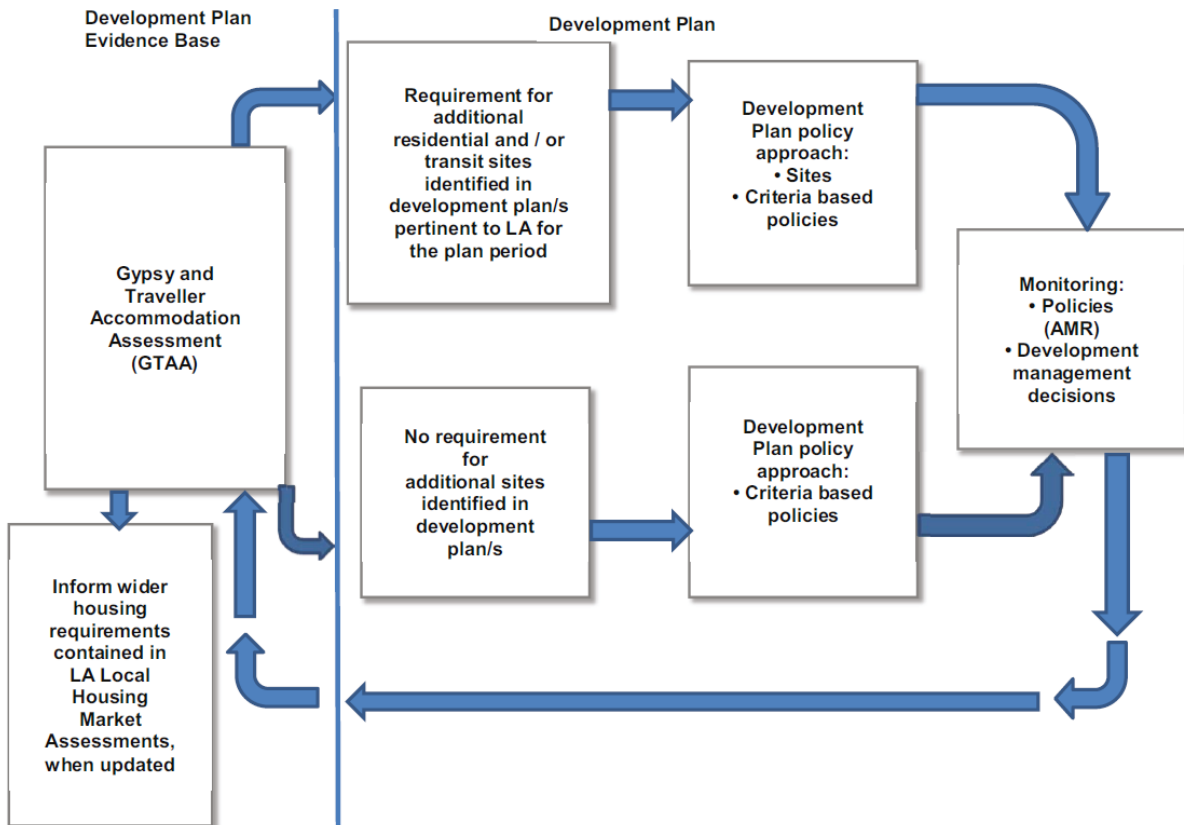 Development Plan
Evidence Base
Development Plan
Gypsy and
Traveller
Accommodation
Assessment
(GTAA)
Inform wider
housing
requirements
contained in
LA Local
Housing
Market
Assessments,
when updated
Requirement for
additional
residential and / or
transit sites
identified in
development plan/s
pertinent to LA for
the plan period
Development
Plan policy
approach:
• Sites
• Criteria based
policies
No requirement
for
additional sites
identified in
development
plan/s
Development
Plan policy
approach:
• Criteria based
policies
Monitoring:
• Policies
(AMR)
• Development
management
decisions